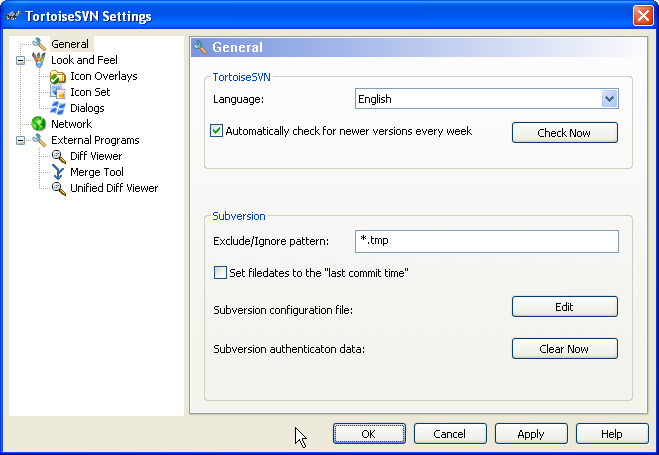 TortoiseSVN Settings
General
Look and Feel
Icon Overlays
Icon Set
Dialogs
Network
External Programs
Diff Viewer
Merge Tool
Unified Diff Viewer
General
TortoiseSVN
Language:
English
Automatically check for newer versions every week
Check Now
Subversion
Exclude/Ignore pattern:
*.tmp
Set filedates to the "last commit time"
Subversion configuration file:
Edit
Subversion authenticaton data:
Clear Now
OK
Cancel
Apply
Help